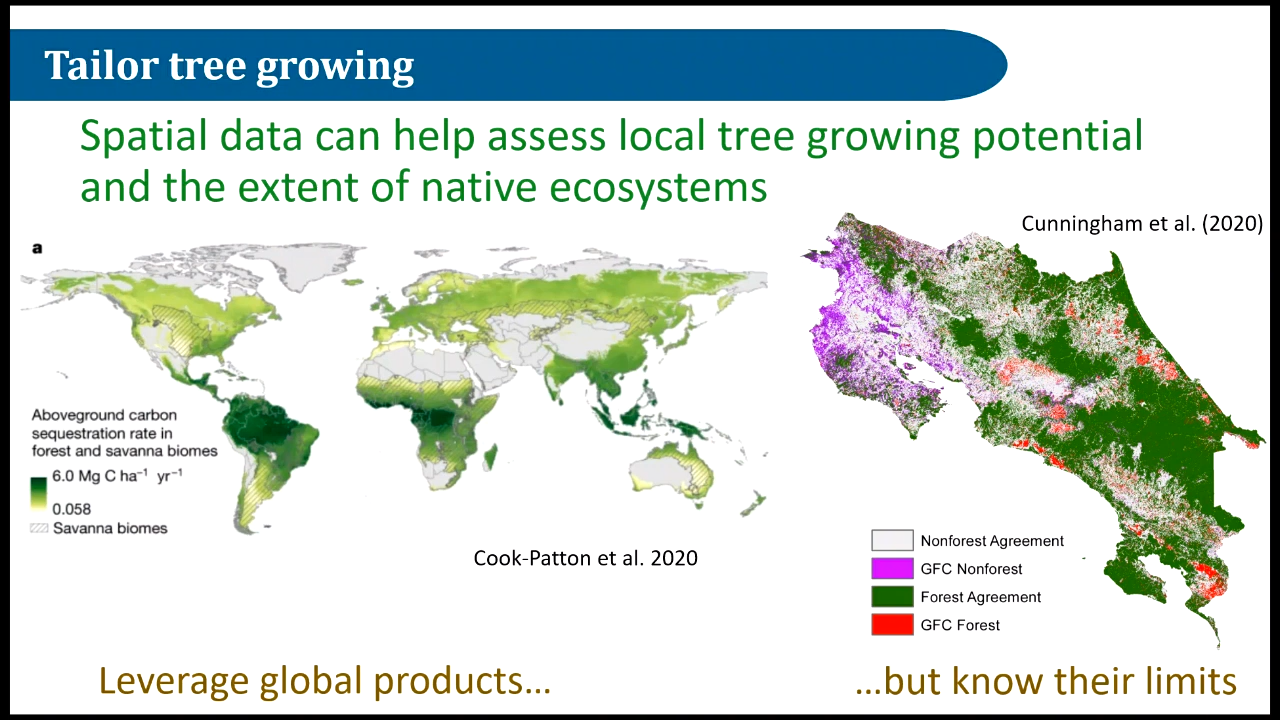 Tailor tree growing
Spatial data can help assess local tree growing potential
and the extent of native ecosystems
Cunningham et al. (2020)
a
Aboveground carbon
sequestration rate in
forest and savanna biomes
6.0 Mg C ha⁻¹ yr⁻¹
0.058
Savanna biomes
Cook-Patton et al. 2020
Nonforest Agreement
GFC Nonforest
Forest Agreement
GFC Forest
Leverage global products...
...but know their limits